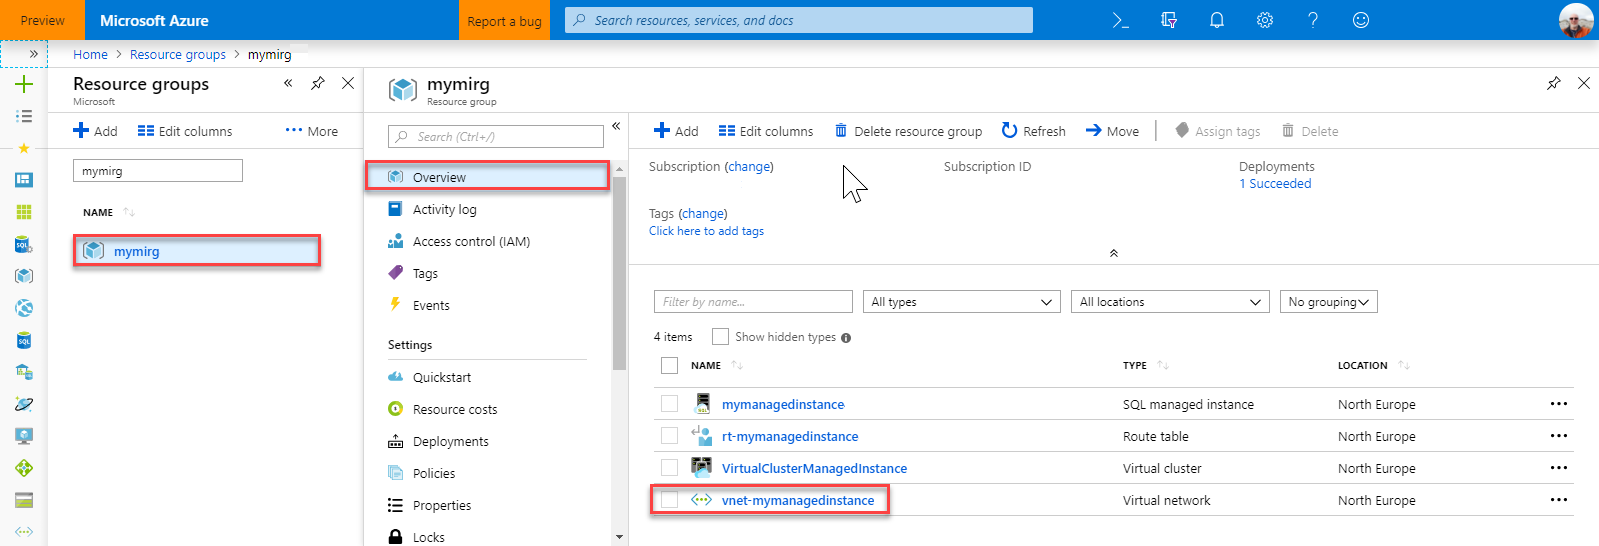 Preview
Microsoft Azure
Report a bug
Search resources, services, and docs
Home > Resource groups > mymirg
Resource groups
Microsoft
Add
Edit columns
More
mymirg
NAME
mymirg
mymirg
Resource group
Search (Ctrl+/)
Overview
Activity log
Access control (IAM)
Tags
Events
Settings
Quickstart
Resource costs
Deployments
Policies
Properties
Locks
Add Edit columns Delete resource group Refresh Move Assign tags Delete
Subscription (change) Subscription ID Deployments
1 Succeeded
Tags (change)
Click here to add tags
Filter by name... All types All locations No grouping
4 items Show hidden types
NAME TYPE LOCATION
mymanagedinstance SQL managed instance North Europe
rt-mymanagedinstance Route table North Europe
VirtualClusterManagedInstance Virtual cluster North Europe
vnet-mymanagedinstance Virtual network North Europe